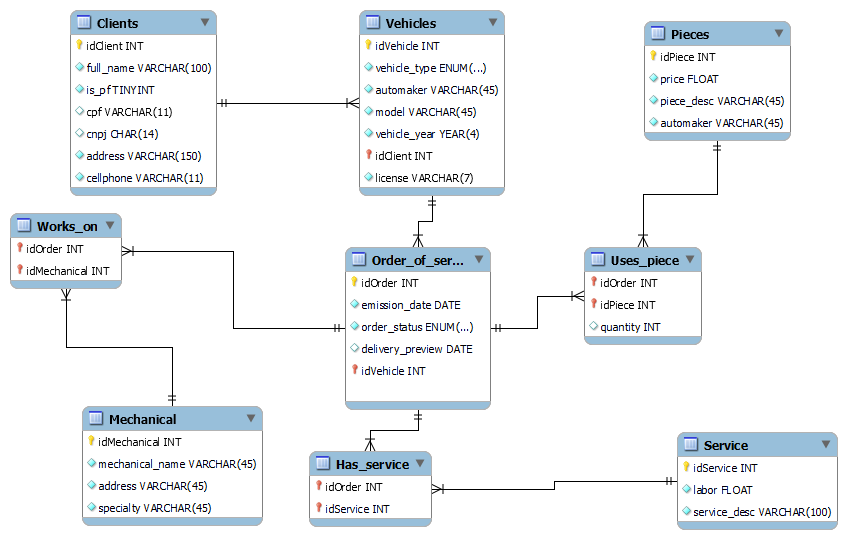 Clients
idClient INT
full_name VARCHAR(100)
is_pf TINYINT
cpf VARCHAR(11)
cnpj CHAR(14)
address VARCHAR(150)
cellphone VARCHAR(11)
Vehicles
idVehicle INT
vehicle_type ENUM(...)
automaker VARCHAR(45)
model VARCHAR(45)
vehicle_year YEAR(4)
idClient INT
license VARCHAR(7)
Pieces
idPiece INT
price FLOAT
piece_desc VARCHAR(45)
automaker VARCHAR(45)
Works_on
idOrder INT
idMechanical INT
Order_of_ser...
idOrder INT
emission_date DATE
order_status ENUM(...)
delivery_preview DATE
idVehicle INT
Uses_piece
idOrder INT
idPiece INT
quantity INT
Mechanical
idMechanical INT
mechanical_name VARCHAR(45)
address VARCHAR(45)
specialty VARCHAR(45)
Has_service
idOrder INT
idService INT
Service
idService INT
labor FLOAT
service_desc VARCHAR(100)